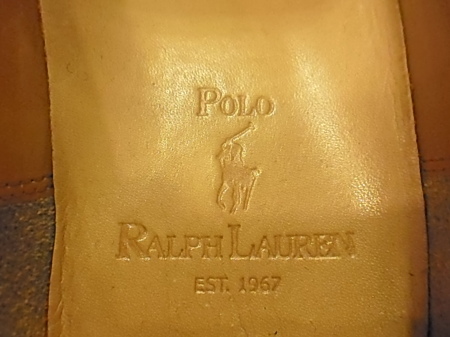 POLO
RALPH LAUREN
EST. 1967